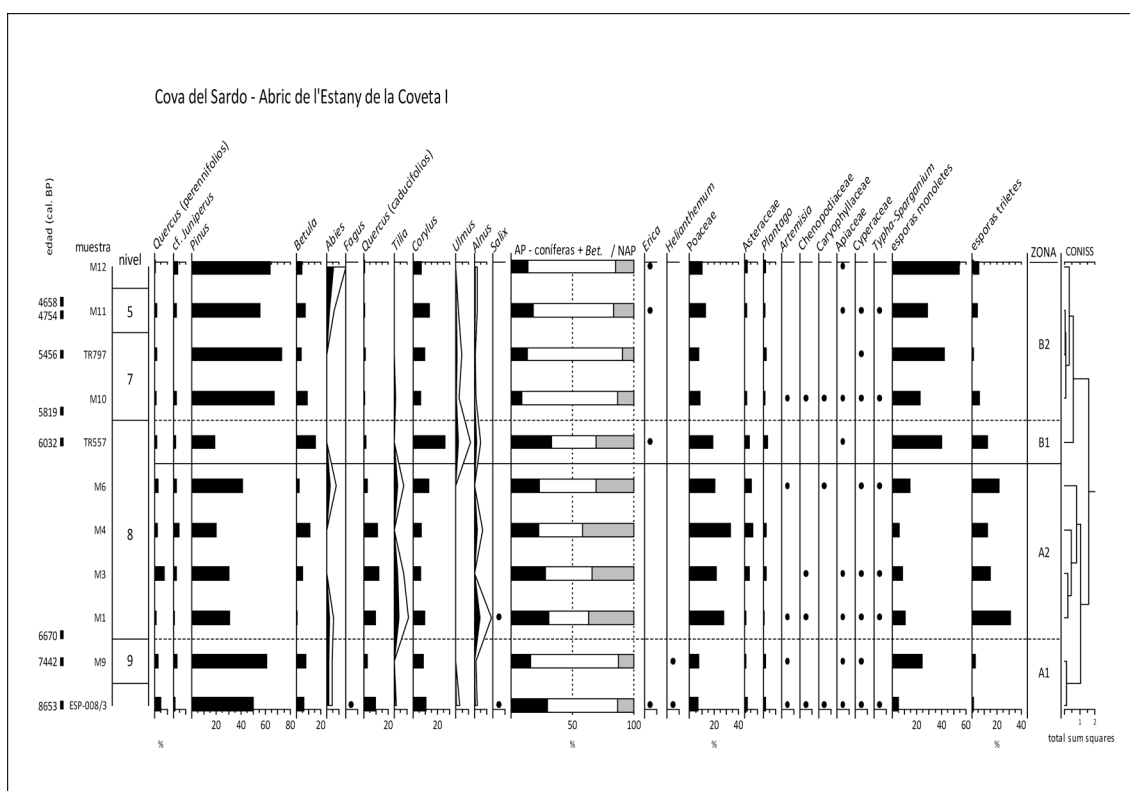 Cova del Sardo - Abric de l'Estany de la Coveta I
edad (cal. BP)
muestra
nivel
Quercus (perennifolios)
cf. Juniperus
Pinus
Betula
Abies
Fagus
Quercus (caducifolios)
Tilia
Corylus
Ulmus
Alnus
Salix
AP - coníferas + Bet. / NAP
Erica
Helianthemum
Poaceae
Asteraceae
Plantago
Artemisia
Chenopodiaceae
Caryophyllaceae
Apiaceae
Cyperaceae
Typha-Sparganium
esporas monoletes
esporas triletes
ZONA
CONISS
M12
4658
4754
M11
5
B2
5456
TR797
7
M10
5819
6032
TR557
B1
M6
8
M4
A2
M3
M1
6670
7442
M9
9
A1
8653
ESP-008/3
20 40 60 80
20
20
50 100
20 40
20 40 60
20 40
1 2
%
%
%
%
total sum squares